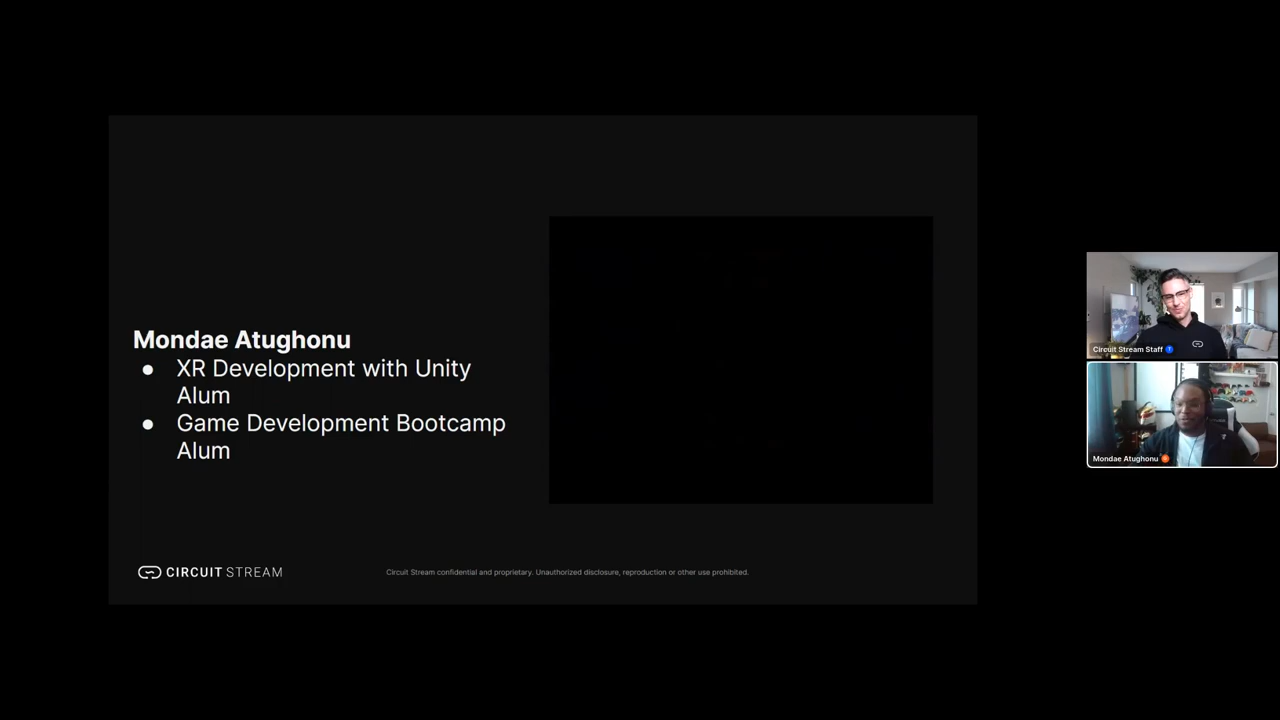 Mondae Atughonu
● XR Development with Unity
Alum
● Game Development Bootcamp
Alum
CIRCUIT STREAM
Circuit Stream confidential and proprietary. Unauthorized disclosure, reproduction or other use prohibited.
Circuit Stream Staff
Mondae Atughonu